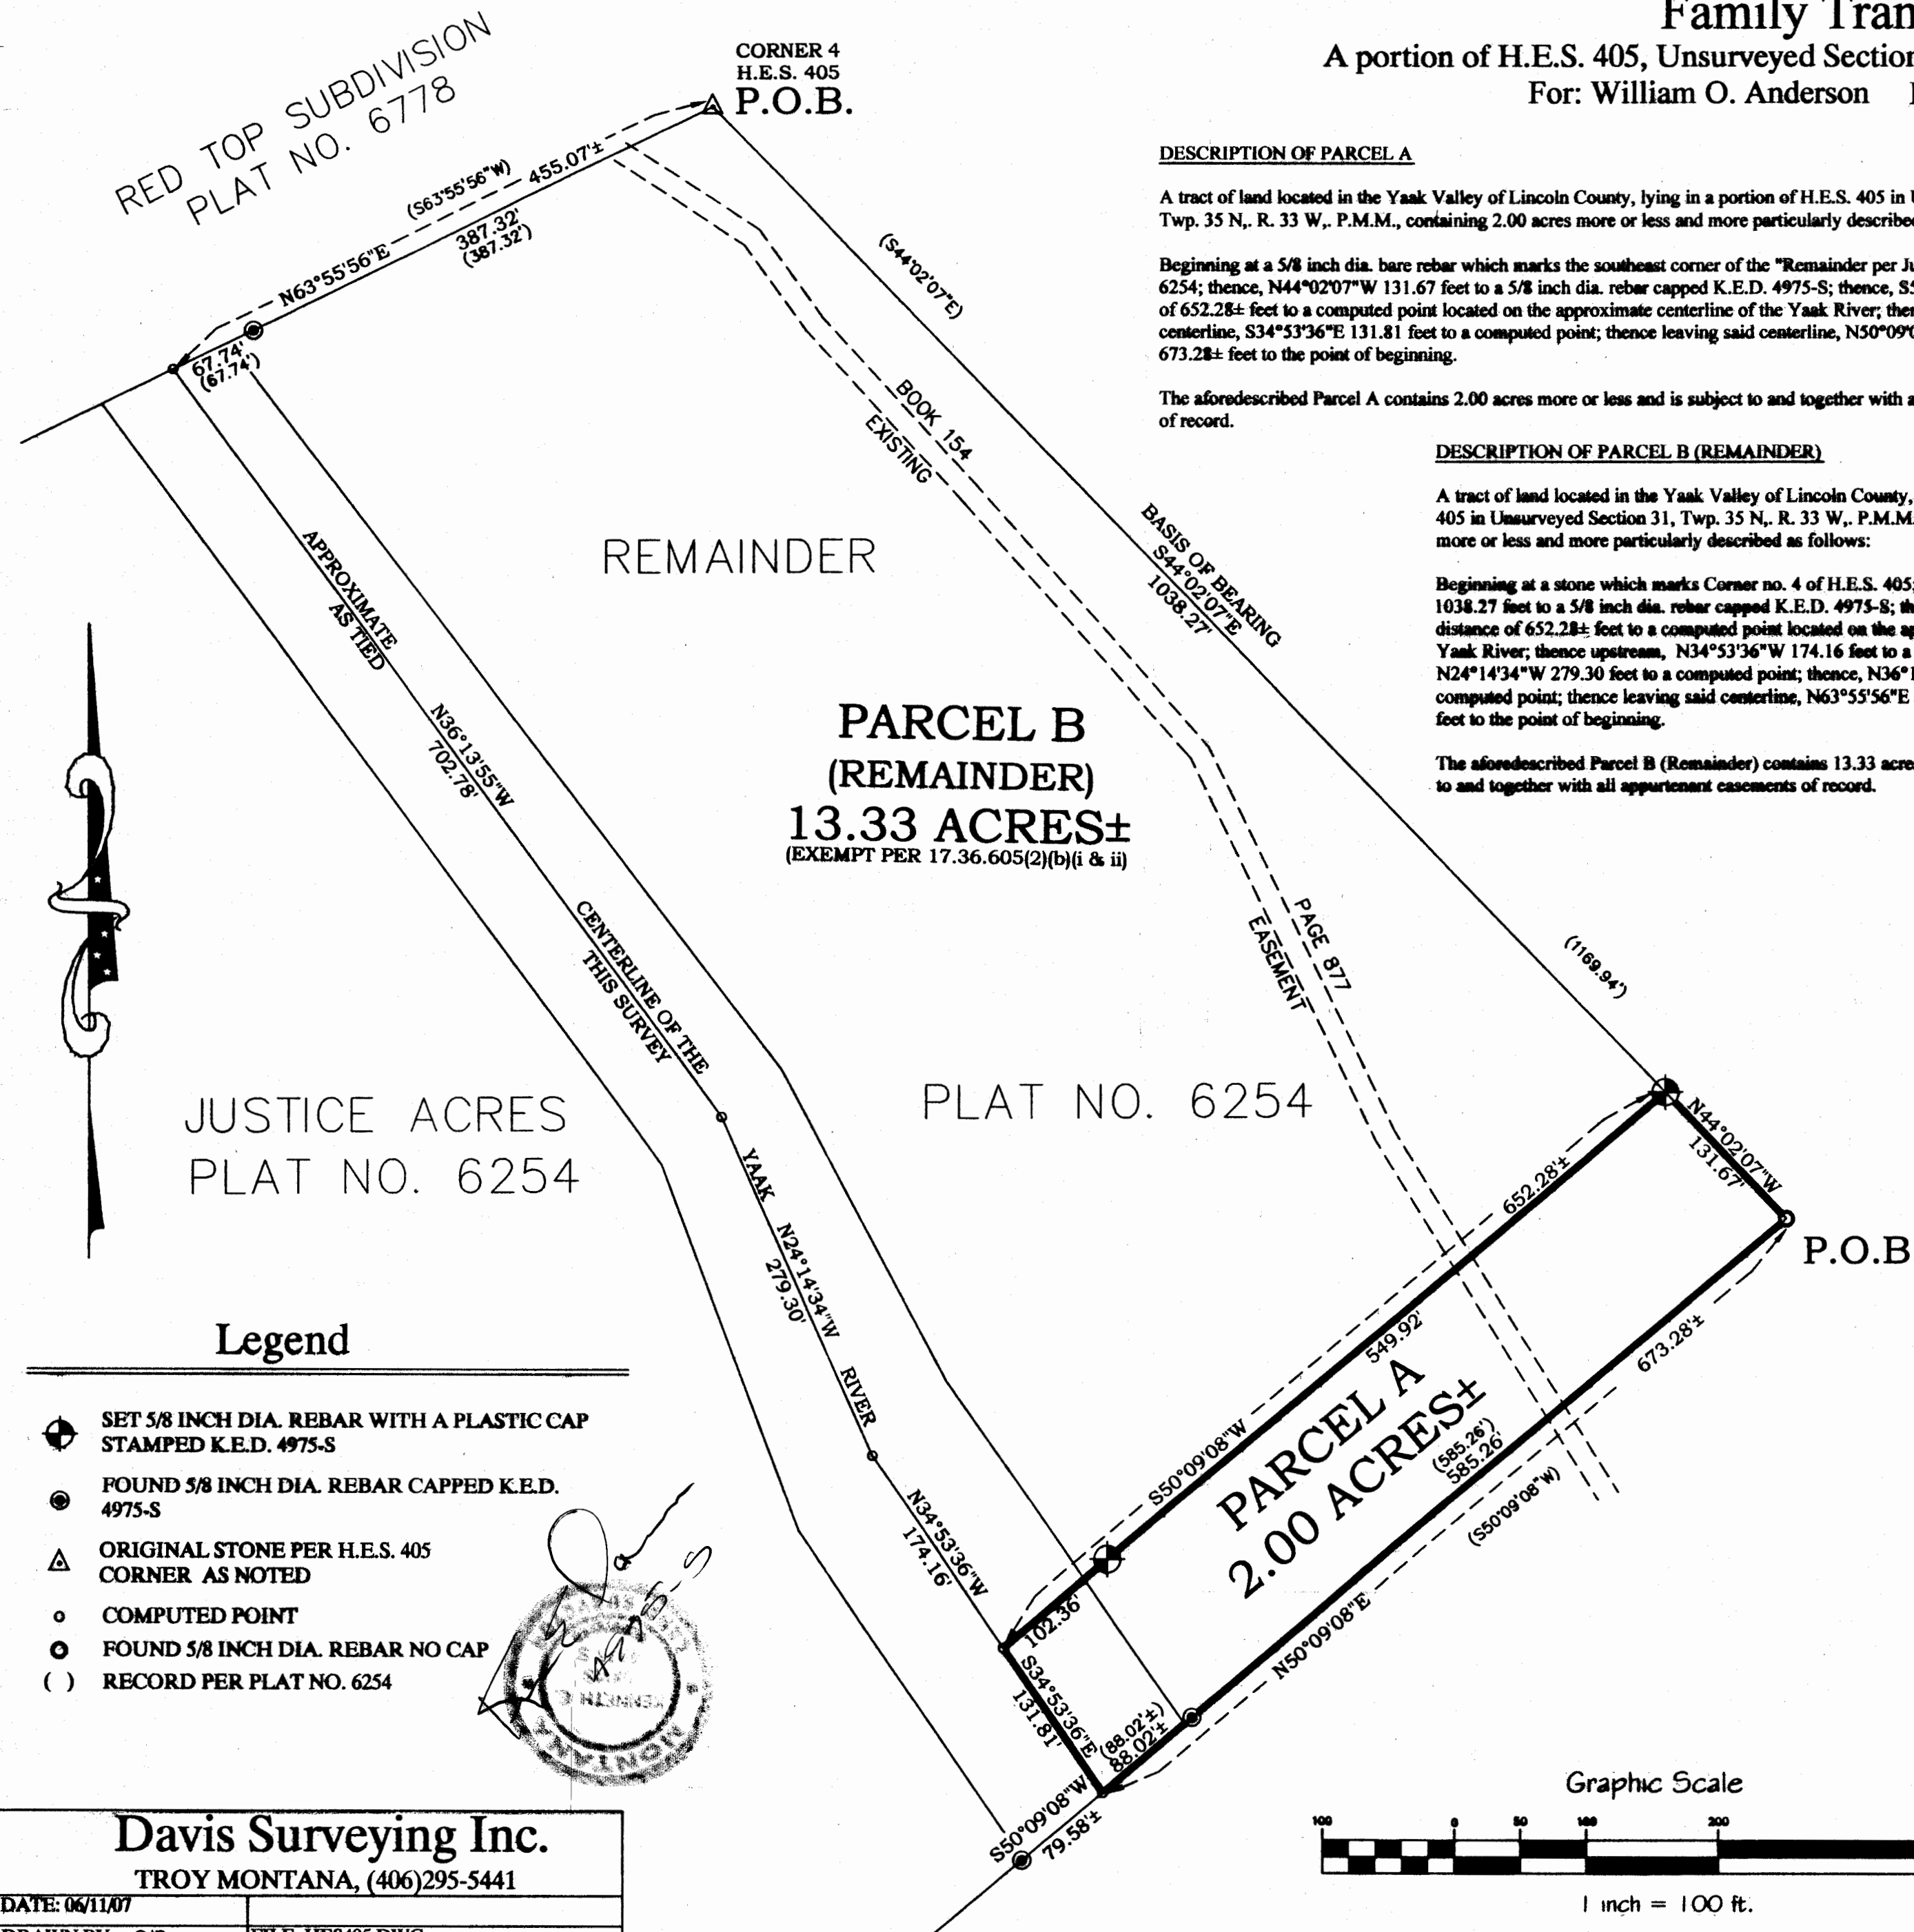 Family Tran
A portion of H.E.S. 405, Unsurveyed Section
For: William O. Anderson
CORNER 4
H.E.S. 405
P.O.B.
RED TOP SUBDIVISION
PLAT NO. 6778
(S63°55'56"W)
455.07'±
N63°55'56"E
387.32'
(387.32')
67.74'
(67.74')
(S44°02'07"E)
DESCRIPTION OF PARCEL A
A tract of land located in the Yaak Valley of Lincoln County, lying in a portion of H.E.S. 405 in U
Twp. 35 N,. R. 33 W,. P.M.M., containing 2.00 acres more or less and more particularly described
Beginning at a 5/8 inch dia. bare rebar which marks the southeast corner of the "Remainder per Ju
6254; thence, N44°02'07"W 131.67 feet to a 5/8 inch dia. rebar capped K.E.D. 4975-S; thence, S5
of 652.28± feet to a computed point located on the approximate centerline of the Yaak River; then
centerline, S34°53'36"E 131.81 feet to a computed point; thence leaving said centerline, N50°09'0
673.28± feet to the point of beginning.
The aforedescribed Parcel A contains 2.00 acres more or less and is subject to and together with a
of record.
DESCRIPTION OF PARCEL B (REMAINDER)
A tract of land located in the Yaak Valley of Lincoln County,
405 in Unsurveyed Section 31, Twp. 35 N,. R. 33 W,. P.M.M.
more or less and more particularly described as follows:
Beginning at a stone which marks Corner no. 4 of H.E.S. 405;
1038.27 feet to a 5/8 inch dia. rebar capped K.E.D. 4975-S; th
distance of 652.28± feet to a computed point located on the ap
Yaak River; thence upstream, N34°53'36"W 174.16 feet to a
N24°14'34"W 279.30 feet to a computed point; thence, N36°1
computed point; thence leaving said centerline, N63°55'56"E
feet to the point of beginning.
The aforedescribed Parcel B (Remainder) contains 13.33 acre
to and together with all appurtenant easements of record.
BOOK 154
EXISTING
BASIS OF BEARING
S44°02'07"E
1038.27'
REMAINDER
APPROXIMATE
AS TIED
N36°13'55"W
702.78'
PARCEL B
(REMAINDER)
13.33 ACRES±
(EXEMPT PER 17.36.605(2)(b)(i & ii)
PAGE 877
EASEMENT
(1169.94')
CENTERLINE OF THE
THIS SURVEY
JUSTICE ACRES
PLAT NO. 6254
PLAT NO. 6254
N44°02'07"W
131.67'
P.O.B
YAAK
N24°14'34"W
279.30'
RIVER
652.28'±
549.92'
S50°09'08"W
PARCEL A
2.00 ACRES±
(585.26')
585.26'
673.28'±
(S50°09'08"W)
N50°09'08"E
N34°53'36"W
174.16'
102.36'
S34°53'36"E
131.81'
(88.02'±)
88.02'±
S50°09'08"W
79.58'±
Legend
SET 5/8 INCH DIA. REBAR WITH A PLASTIC CAP
STAMPED K.E.D. 4975-S
FOUND 5/8 INCH DIA. REBAR CAPPED K.E.D.
4975-S
ORIGINAL STONE PER H.E.S. 405
CORNER AS NOTED
COMPUTED POINT
FOUND 5/8 INCH DIA. REBAR NO CAP
( ) RECORD PER PLAT NO. 6254
MONTANA
4975-S
Davis Surveying Inc.
TROY MONTANA, (406)295-5441
DATE: 06/11/07
Graphic Scale
100 0 50 100 200
1 inch = 100 ft.